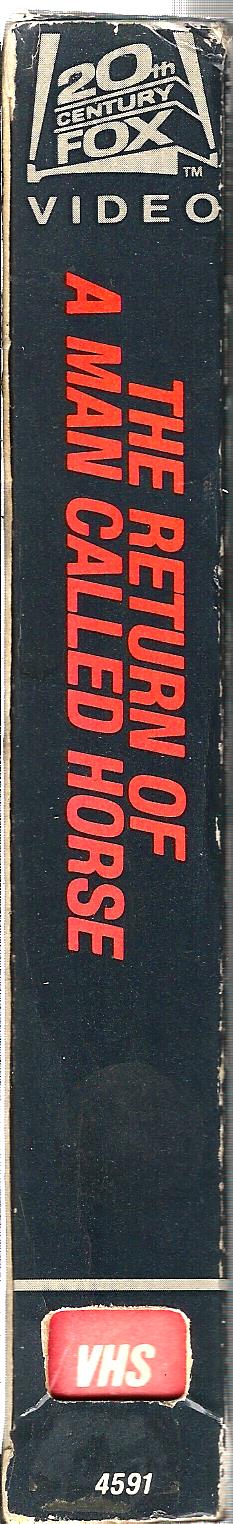 20th
CENTURY
FOX
TM
VIDEO
THE RETURN OF
A MAN CALLED HORSE
VHS
4591